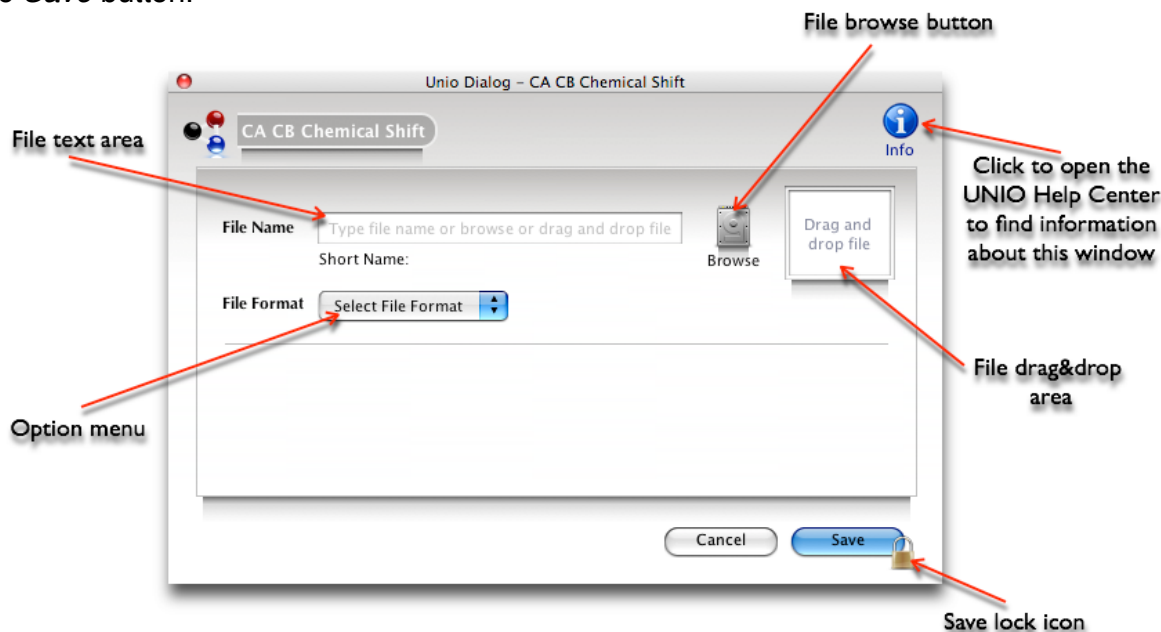 Save button.
File browse button
Unio Dialog – CA CB Chemical Shift
CA CB Chemical Shift
Info
File text area
Click to open the
UNIO Help Center
to find information
about this window
File Name
Type file name or browse or drag and drop file
Browse
Drag and
drop file
Short Name:
File Format
Select File Format
File drag&drop
area
Option menu
Cancel
Save
Save lock icon